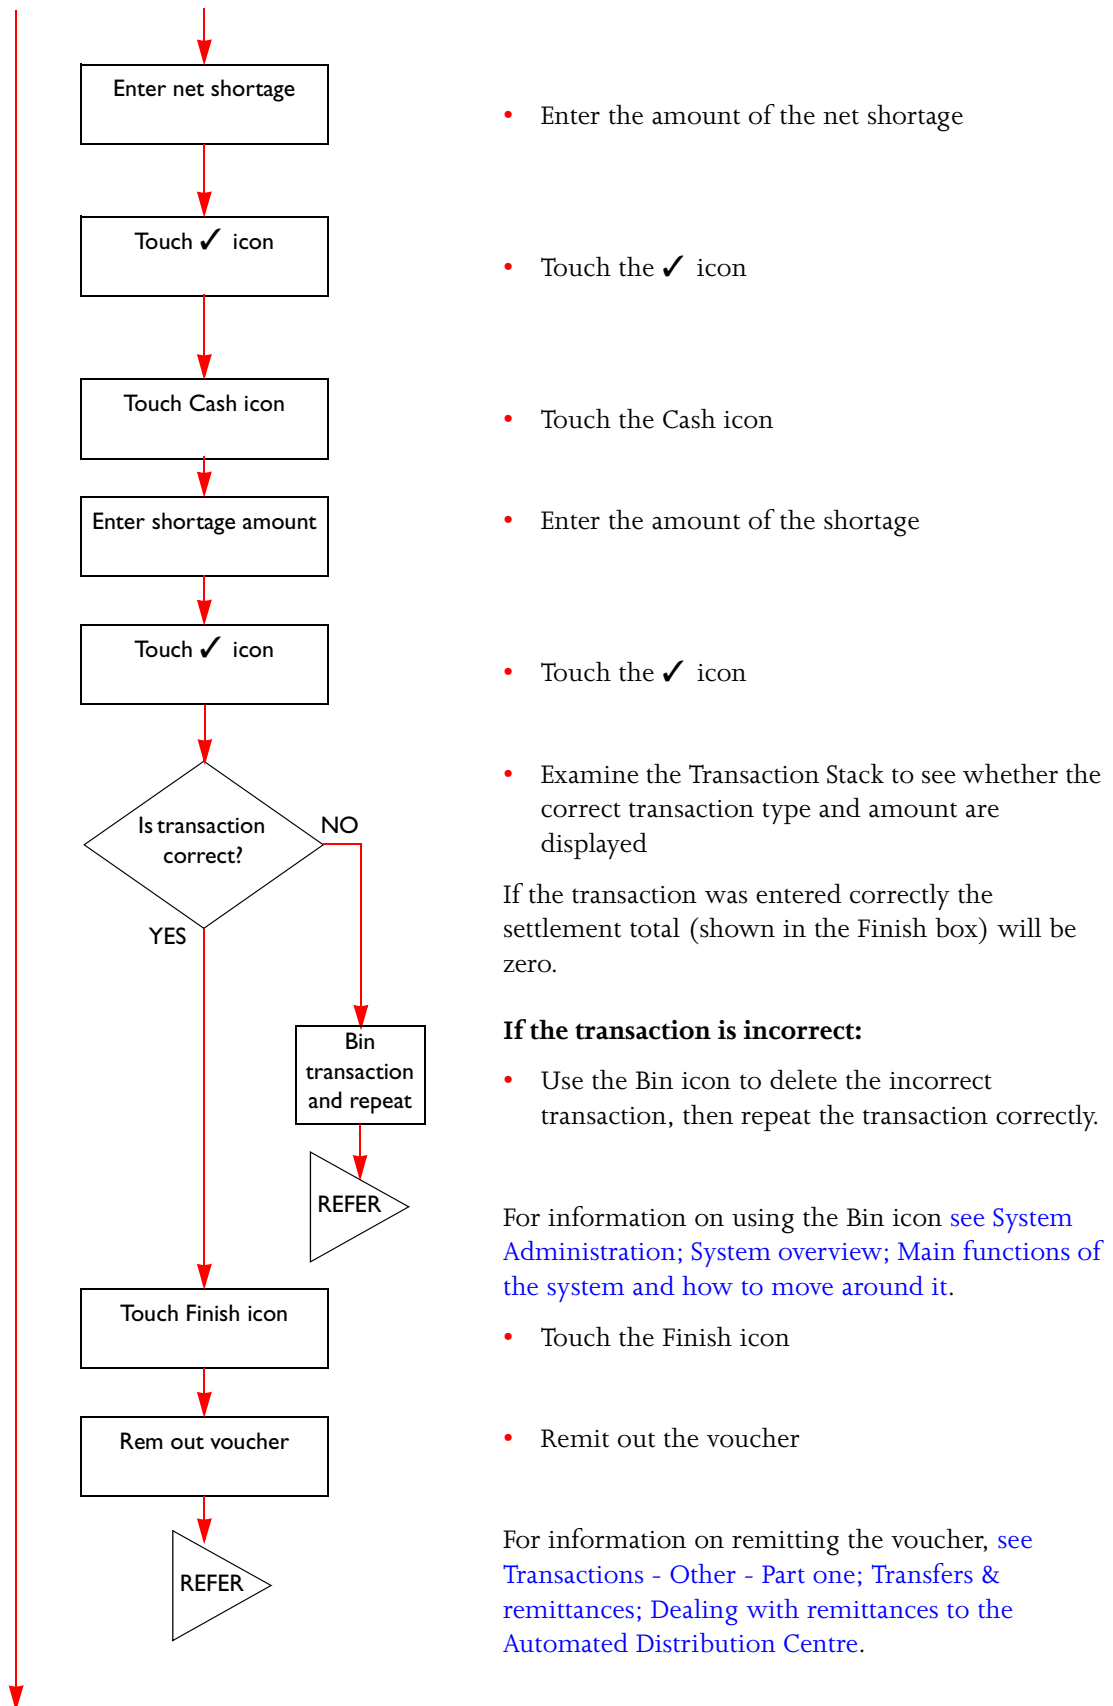 Enter net shortage
• Enter the amount of the net shortage
Touch ✓ icon
• Touch the ✓ icon
Touch Cash icon
• Touch the Cash icon
Enter shortage amount
• Enter the amount of the shortage
Touch ✓ icon
• Touch the ✓ icon
Is transaction
correct?
NO
YES
• Examine the Transaction Stack to see whether the
correct transaction type and amount are
displayed
If the transaction was entered correctly the
settlement total (shown in the Finish box) will be
zero.
Bin
transaction
and repeat
If the transaction is incorrect:
• Use the Bin icon to delete the incorrect
transaction, then repeat the transaction correctly.
REFER
For information on using the Bin icon see System
Administration; System overview; Main functions of
the system and how to move around it.
Touch Finish icon
• Touch the Finish icon
Rem out voucher
• Remit out the voucher
REFER
For information on remitting the voucher, see
Transactions - Other - Part one; Transfers &
remittances; Dealing with remittances to the
Automated Distribution Centre.